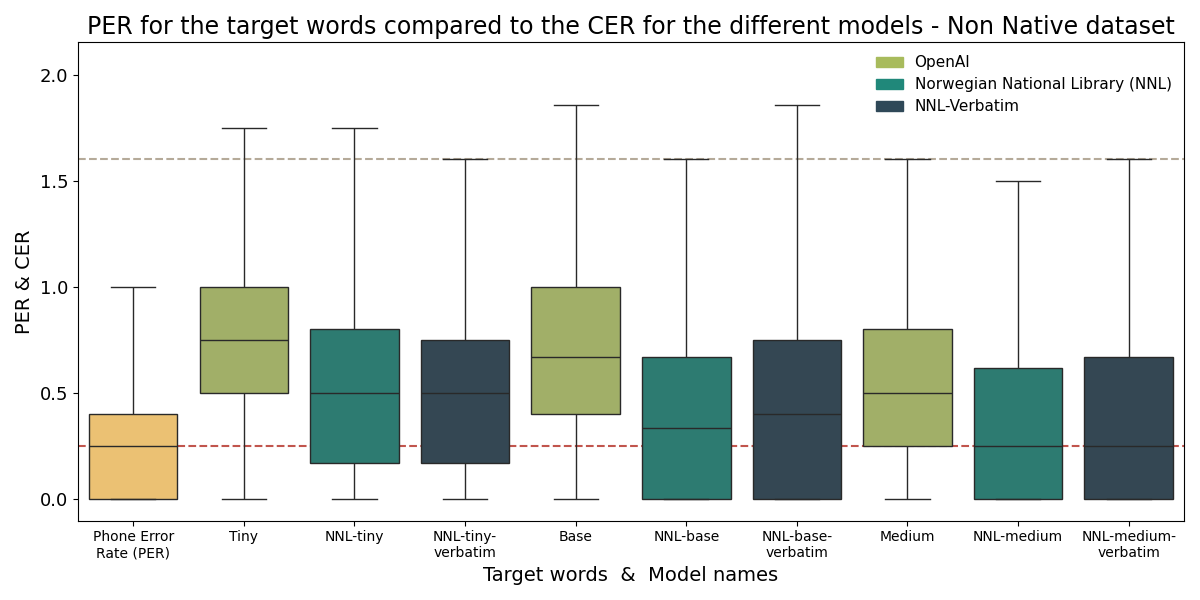 PER for the target words compared to the CER for the different models - Non Native dataset
OpenAI
Norwegian National Library (NNL)
NNL-Verbatim
PER & CER
2.0
1.5
1.0
0.5
0.0
Phone Error
Rate (PER)
Tiny
NNL-tiny
NNL-tiny-
verbatim
Base
NNL-base
NNL-base-
verbatim
Medium
NNL-medium
NNL-medium-
verbatim
Target words & Model names